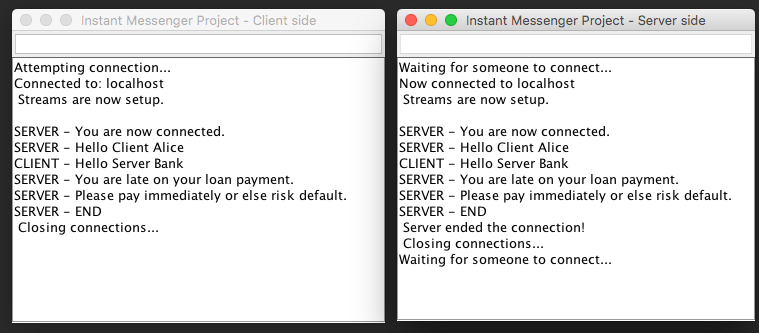 Instant Messenger Project - Client side
Attempting connection...
Connected to: localhost
Streams are now setup.
SERVER - You are now connected.
SERVER - Hello Client Alice
CLIENT - Hello Server Bank
SERVER - You are late on your loan payment.
SERVER - Please pay immediately or else risk default.
SERVER - END
Closing connections...
Instant Messenger Project - Server side
Waiting for someone to connect...
Now connected to localhost
Streams are now setup.
SERVER - You are now connected.
SERVER - Hello Client Alice
CLIENT - Hello Server Bank
SERVER - You are late on your loan payment.
SERVER - Please pay immediately or else risk default.
SERVER - END
Server ended the connection!
Closing connections...
Waiting for someone to connect...